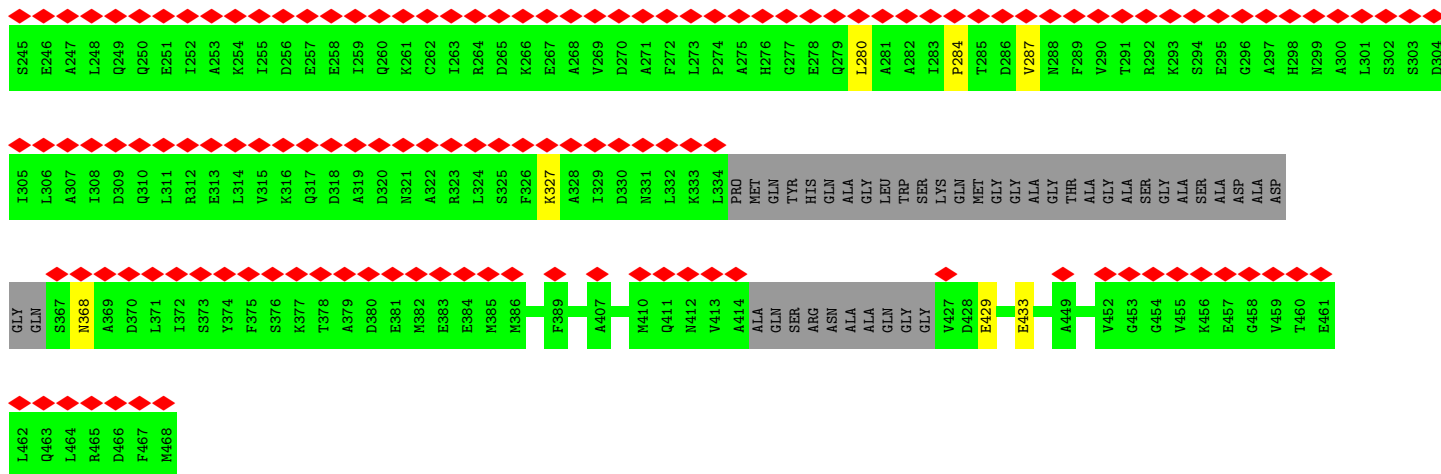 S245 E246 A247 L248 Q249 Q250 E251 I252 A253 K254 I255 D256 E257 E258 I259 Q260 K261 C262 I263 R264 D265 K266 E267 A268 V269 D270 A271 F272 L273 P274 A275 H276 G277 E278 Q279 L280 A281 A282 I283 P284 T285 D286 V287 N288 F289 V290 T291 R292 K293 S294 E295 G296 A297 H298 N299 A300 L301 S302 S303 D304
I305 L306 A307 I308 D309 Q310 L311 R312 E313 L314 V315 K316 Q317 D318 A319 D320 N321 A322 R323 L324 S325 F326 K327 A328 I329 D330 N331 L332 K333 L334 PRO MET GLN TYR HIS GLN ALA GLY LEU TRP SER LYS GLN MET GLY GLY ALA GLY THR ALA GLY ALA SER GLY ALA SER ALA ASP ALA ASP
GLY GLN S367 N368 A369 D370 L371 I372 S373 Y374 F375 S376 K377 T378 A379 D380 E381 M382 E383 E384 M385 M386 F389 A407 M410 Q411 N412 V413 A414 ALA GLN SER ARG ASN ALA ALA GLN GLY GLY V427 D428 E429 E433 A449 V452 G453 G454 V455 K456 E457 G458 V459 T460 E461
L462 Q463 L464 R465 D466 F467 M468